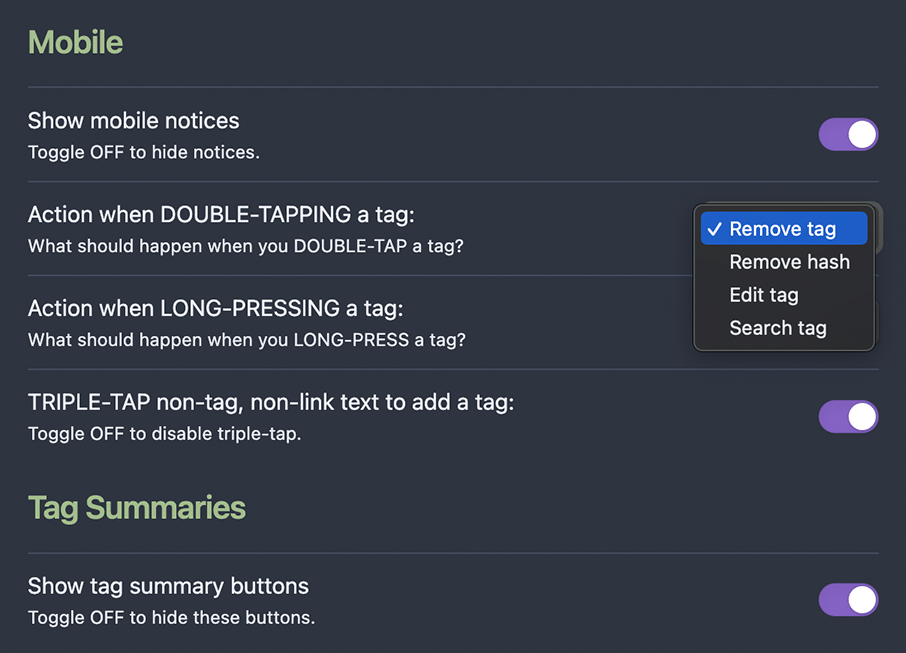 Mobile
Show mobile notices
Toggle OFF to hide notices.
Action when DOUBLE-TAPPING a tag:
What should happen when you DOUBLE-TAP a tag?
✓ Remove tag
Remove hash
Edit tag
Search tag
Action when LONG-PRESSING a tag:
What should happen when you LONG-PRESS a tag?
TRIPLE-TAP non-tag, non-link text to add a tag:
Toggle OFF to disable triple-tap.
Tag Summaries
Show tag summary buttons
Toggle OFF to hide these buttons.